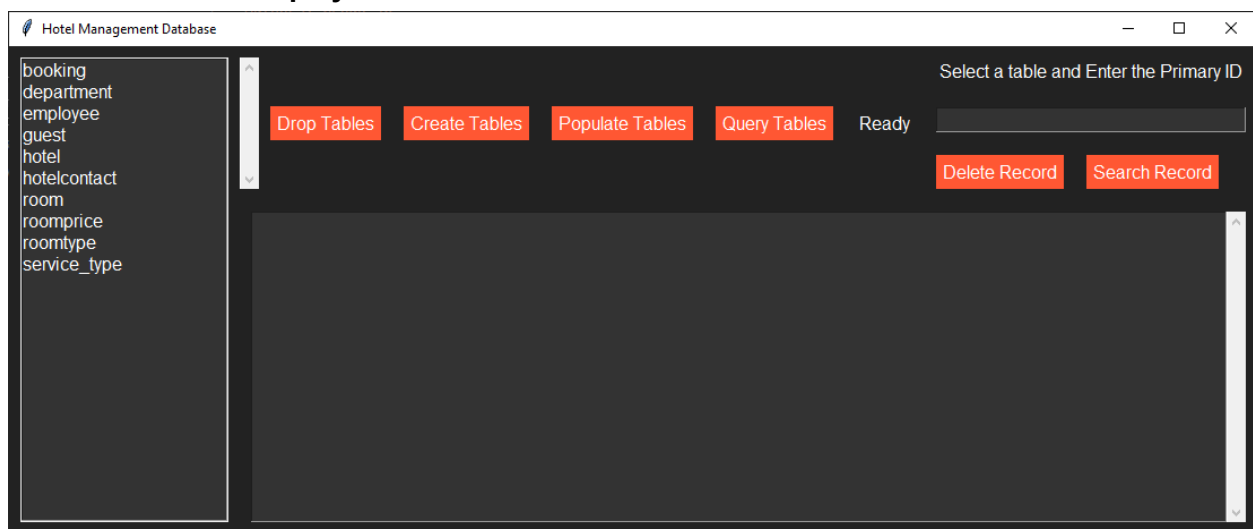 Hotel Management Database
booking
department
employee
guest
hotel
hotelcontact
room
roomprice
roomtype
service_type
Drop Tables
Create Tables
Populate Tables
Query Tables
Ready
Select a table and Enter the Primary ID
Delete Record
Search Record